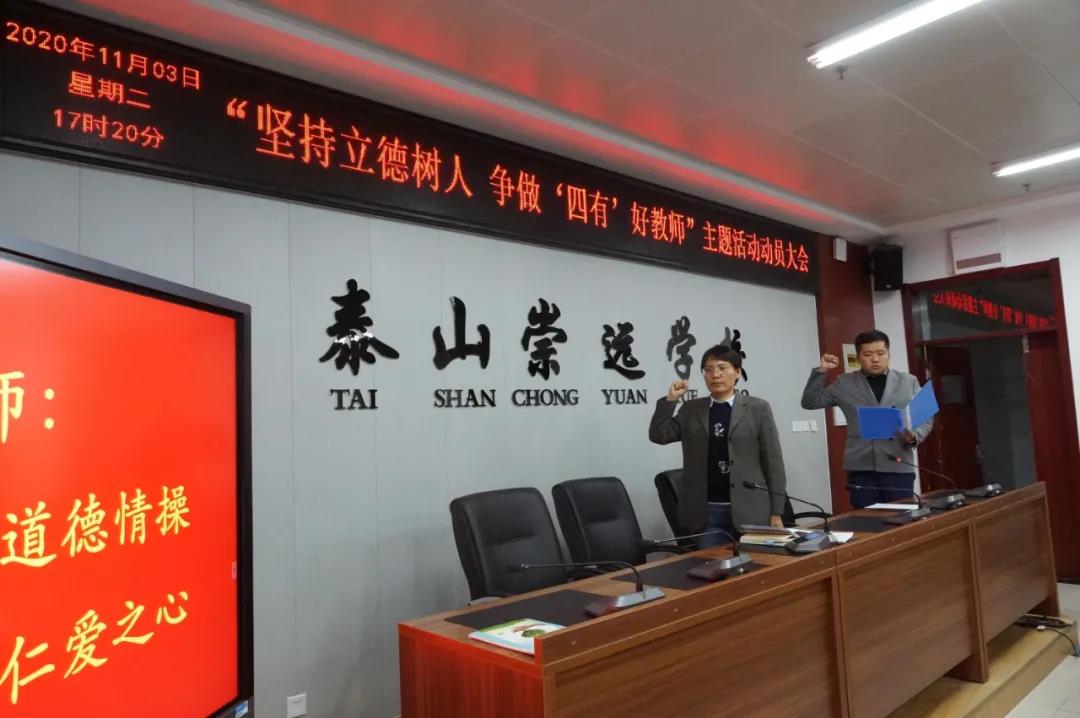 2020年11月03日
星期二
17时20分
“坚持立德树人 争做‘四有’好教师”主题活动动员大会
泰山崇远学校
TAI SHAN CHONG YUAN
师：
道德情操
仁爱之心